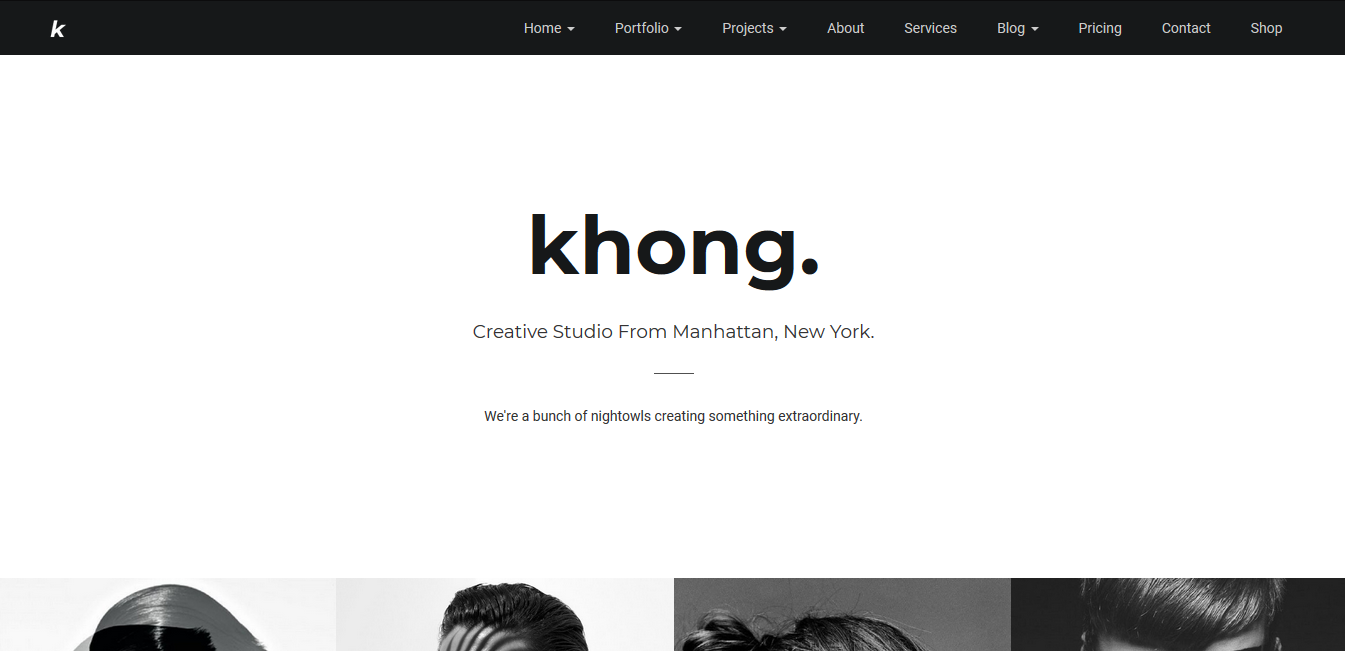 k
Home Portfolio Projects About Services Blog Pricing Contact Shop
khong.
Creative Studio From Manhattan, New York.
We're a bunch of nightowls creating something extraordinary.